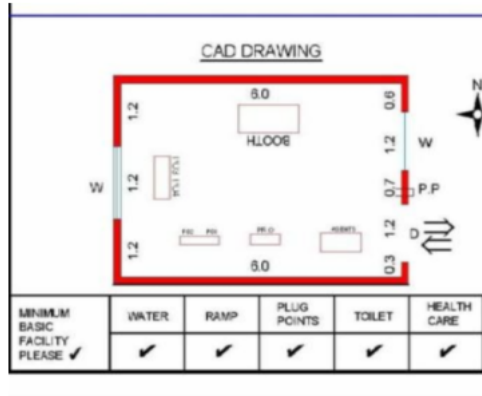 CAD DRAWING
N
6.0
0.6
1.2
BOOTH
1.2
W
0.7
P.P
W
1.2
1.2
D
1.2
6.0
0.3
MINIMUM BASIC FACILITY PLEASE ✔
WATER
RAMP
PLUG POINTS
TOILET
HEALTH CARE
✔ ✔ ✔ ✔ ✔